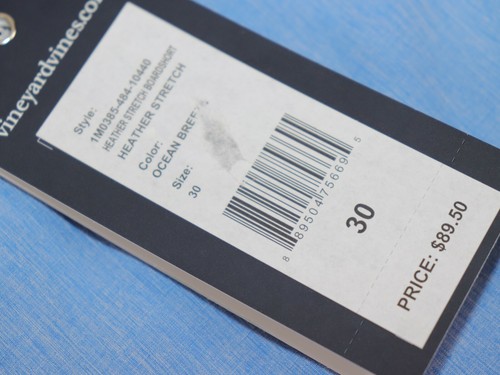 vineyardvines.co
Style:
1M0385-484-10440
HEATHER STRETCH BOARDSHORT
HEATHER STRETCH
Color:
OCEAN
Size:
30
8 89504 75669 5
30
PRICE: $89.50